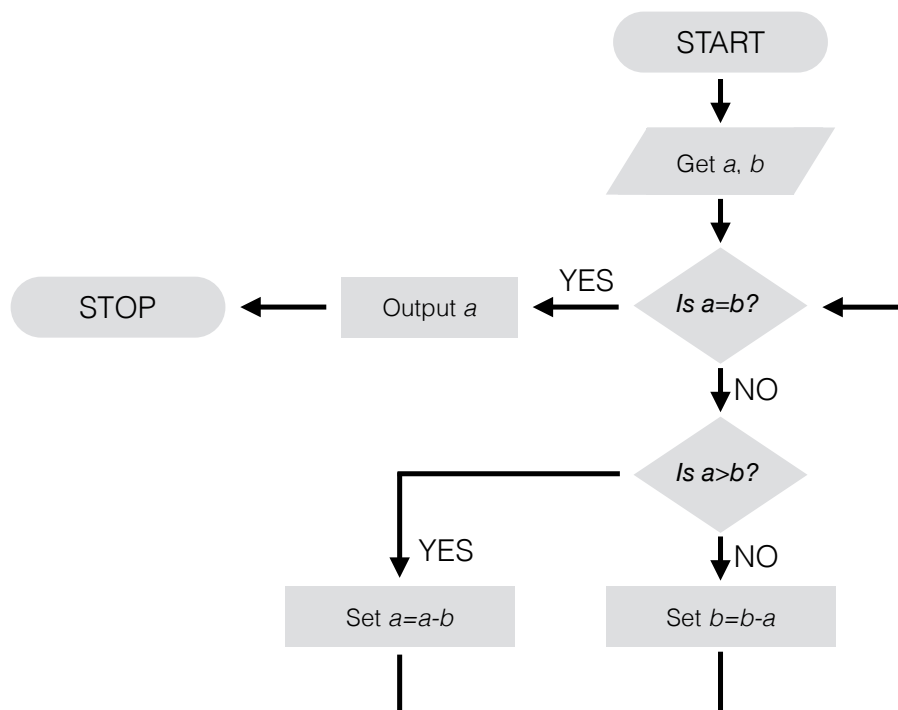 START
Get a, b
Is a=b?
YES
Output a
STOP
NO
Is a>b?
YES
NO
Set a=a-b
Set b=b-a